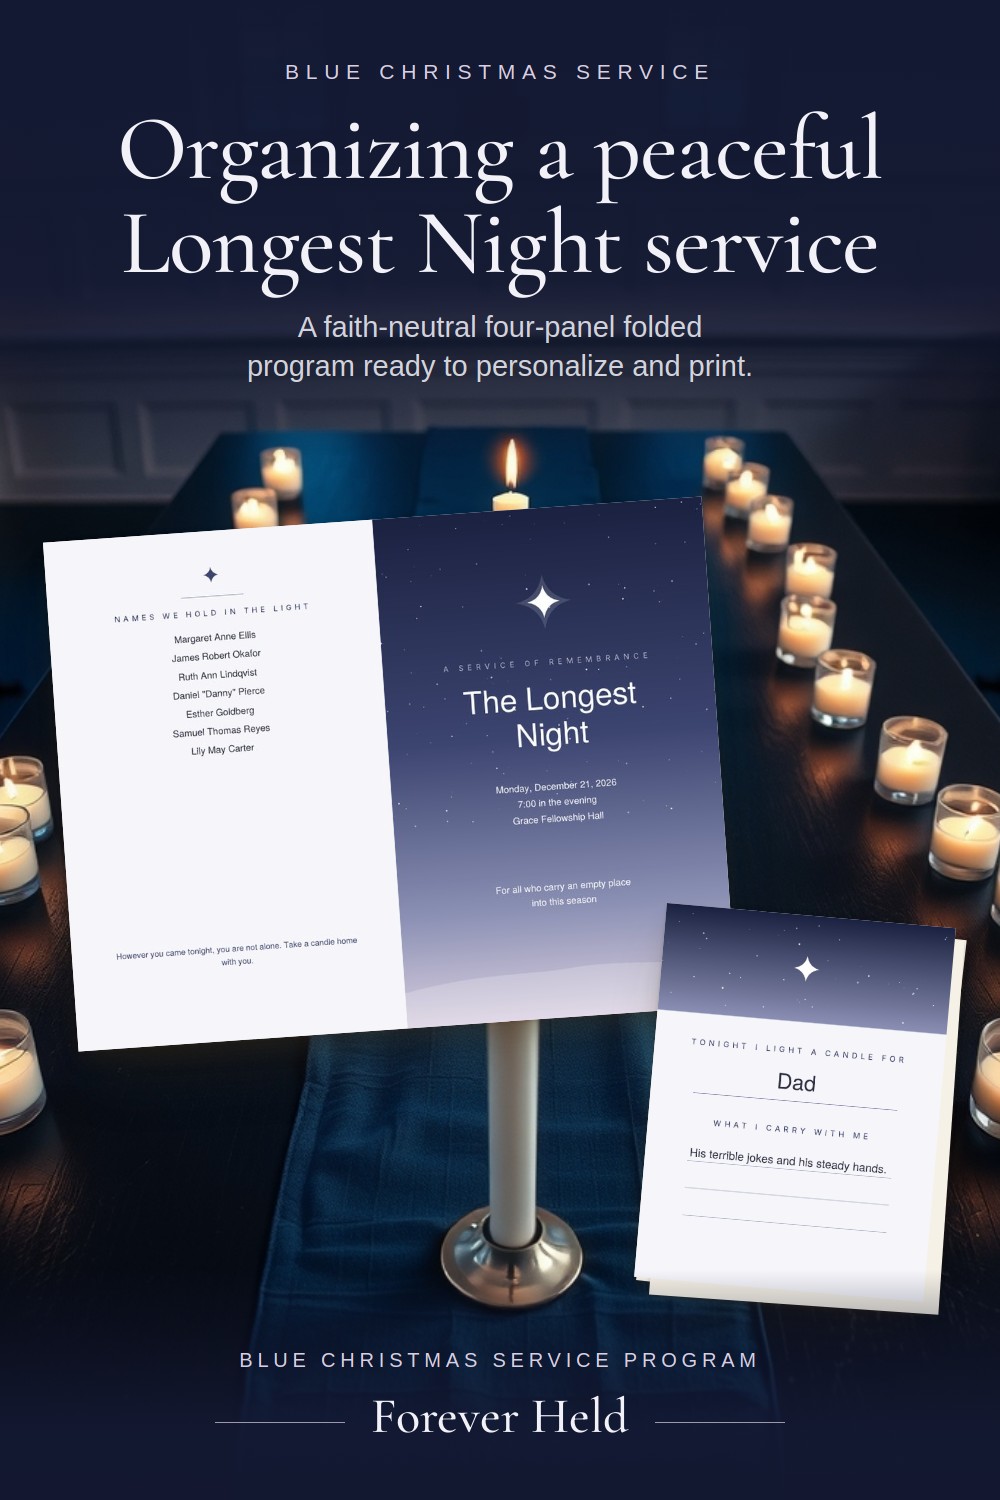 BLUE CHRISTMAS SERVICE
Organizing a peaceful
Longest Night service
A faith-neutral four-panel folded
program ready to personalize and print.
NAMES WE HOLD IN THE LIGHT
Margaret Anne Ellis
James Robert Okafor
Ruth Ann Lindqvist
Daniel "Danny" Pierce
Esther Goldberg
Samuel Thomas Reyes
Lily May Carter
However you came tonight, you are not alone. Take a candle home
with you.
A SERVICE OF REMEMBRANCE
The Longest
Night
Monday, December 21, 2026
7:00 in the evening
Grace Fellowship Hall
For all who carry an empty place
into this season
TONIGHT I LIGHT A CANDLE FOR
Dad
WHAT I CARRY WITH ME
His terrible jokes and his steady hands.
BLUE CHRISTMAS SERVICE PROGRAM
Forever Held